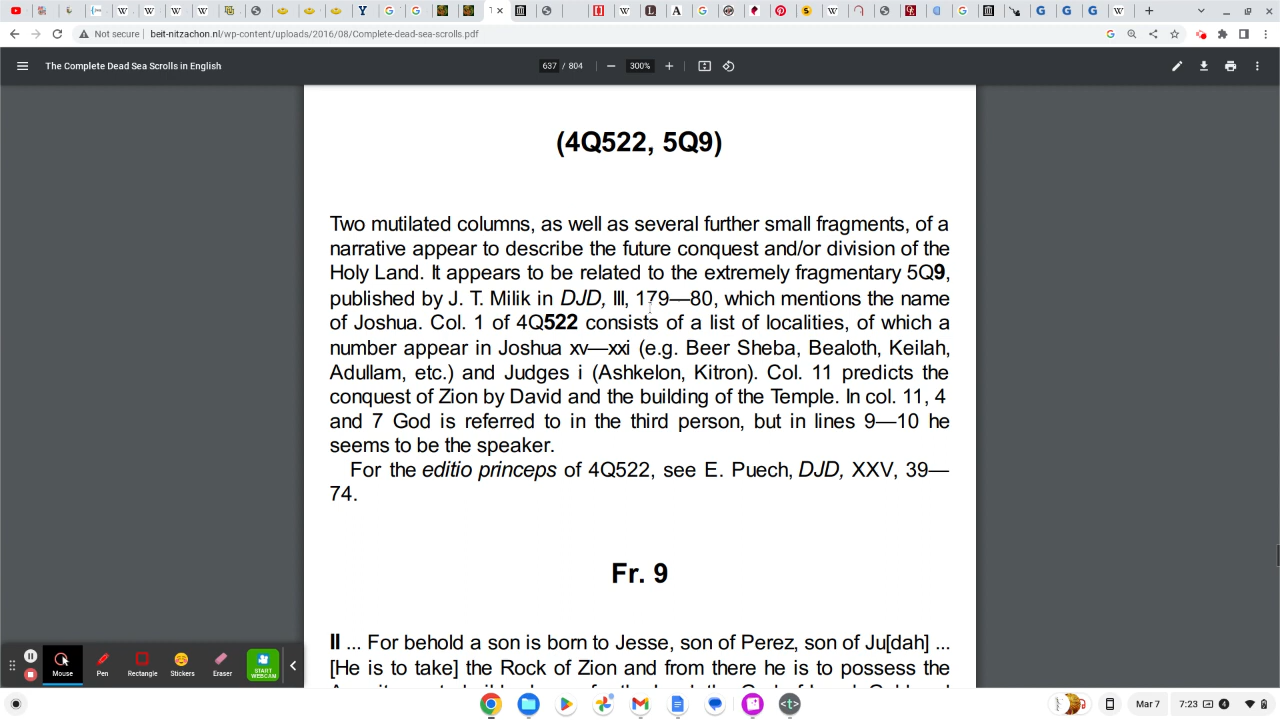 Not secure
beit-nitzachon.nl/wp-content/uploads/2016/08/Complete-dead-sea-scrolls.pdf
The Complete Dead Sea Scrolls in English
637 / 804
300%
(4Q522, 5Q9)
Two mutilated columns, as well as several further small fragments, of a
narrative appear to describe the future conquest and/or division of the
Holy Land. It appears to be related to the extremely fragmentary 5Q9,
published by J. T. Milik in DJD, III, 179—80, which mentions the name
of Joshua. Col. 1 of 4Q522 consists of a list of localities, of which a
number appear in Joshua xv—xxi (e.g. Beer Sheba, Bealoth, Keilah,
Adullam, etc.) and Judges i (Ashkelon, Kitron). Col. 11 predicts the
conquest of Zion by David and the building of the Temple. In col. 11, 4
and 7 God is referred to in the third person, but in lines 9—10 he
seems to be the speaker.
For the editio princeps of 4Q522, see E. Puech, DJD, XXV, 39—
74.
Fr. 9
II ... For behold a son is born to Jesse, son of Perez, son of Ju[dah] ...
[He is to take] the Rock of Zion and from there he is to possess the
Mouse
Pen
Rectangle
Stickers
Eraser
START
WEBCAM
Mar 7
7:23